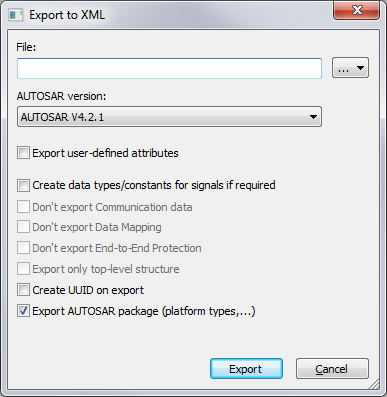 Export to XML
File:
...
AUTOSAR version:
AUTOSAR V4.2.1
Export user-defined attributes
Create data types/constants for signals if required
Don't export Communication data
Don't export Data Mapping
Don't export End-to-End Protection
Export only top-level structure
Create UUID on export
Export AUTOSAR package (platform types,...)
Export Cancel